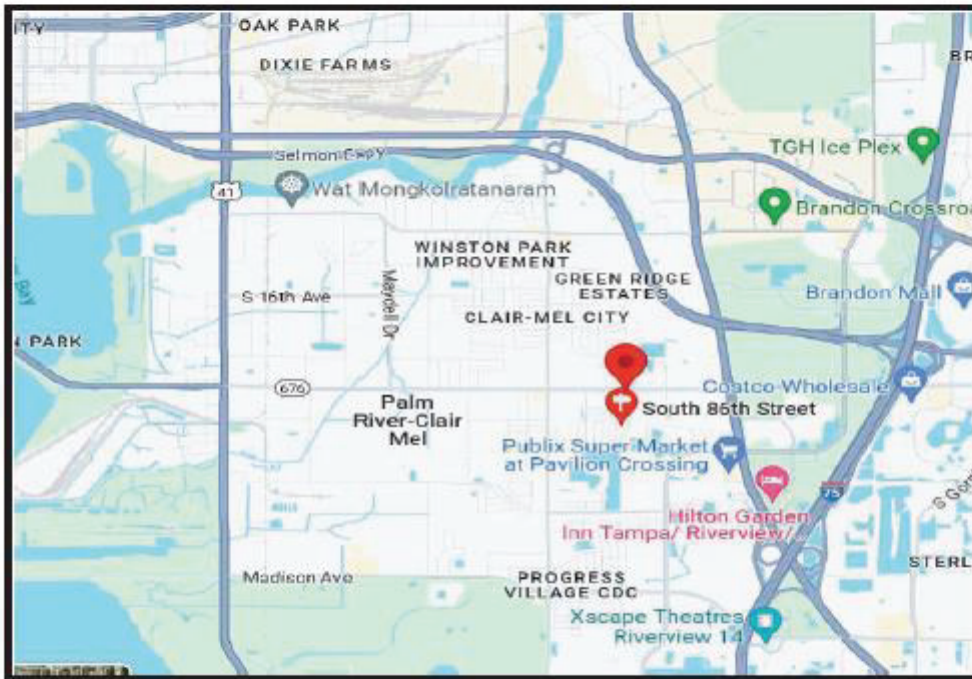 OAK PARK
DIXIE FARMS
BR
TGH Ice Plex
Selmon Expy
41
Wat Mongkolratanaram
Brandon Crossroa
WINSTON PARK
IMPROVEMENT
GREEN RIDGE
ESTATES
Brandon Mall
S 16th Ave
Maydell Dr
CLAIR-MEL CITY
N PARK
676
Costco Wholesale
Palm
River-Clair
Mel
South 86th Street
Publix Super Market
at Pavilion Crossing
75
Hilton Garden
Inn Tampa/ Riverview/...
S Gorn
Madison Ave
PROGRESS
VILLAGE CDC
STERL
Xscape Theatres
Riverview 14